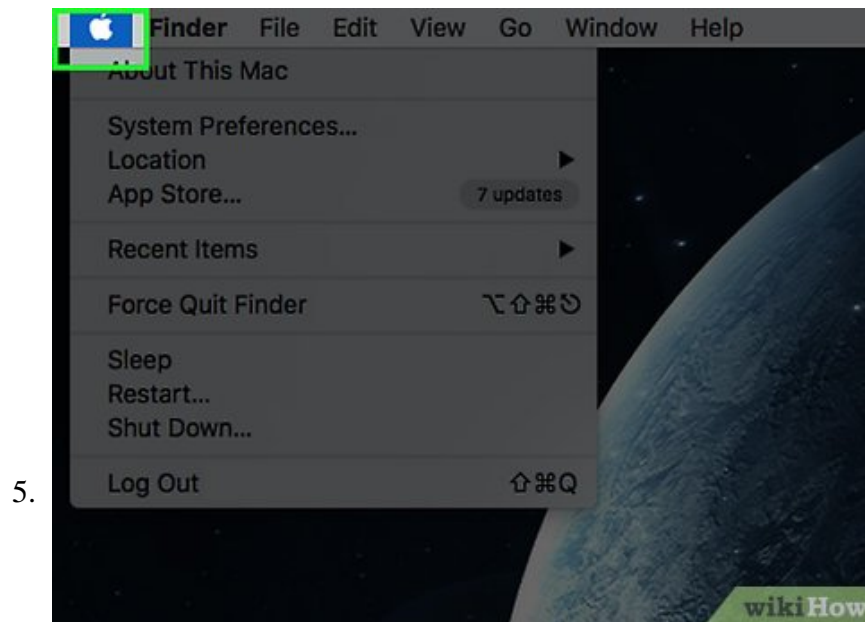 Finder File Edit View Go Window Help
About This Mac
System Preferences...
Location
App Store... 7 updates
Recent Items
Force Quit Finder ⌥⇧⌘⎋
Sleep
Restart...
Shut Down...
Log Out ⇧⌘Q
5.
wikiHow